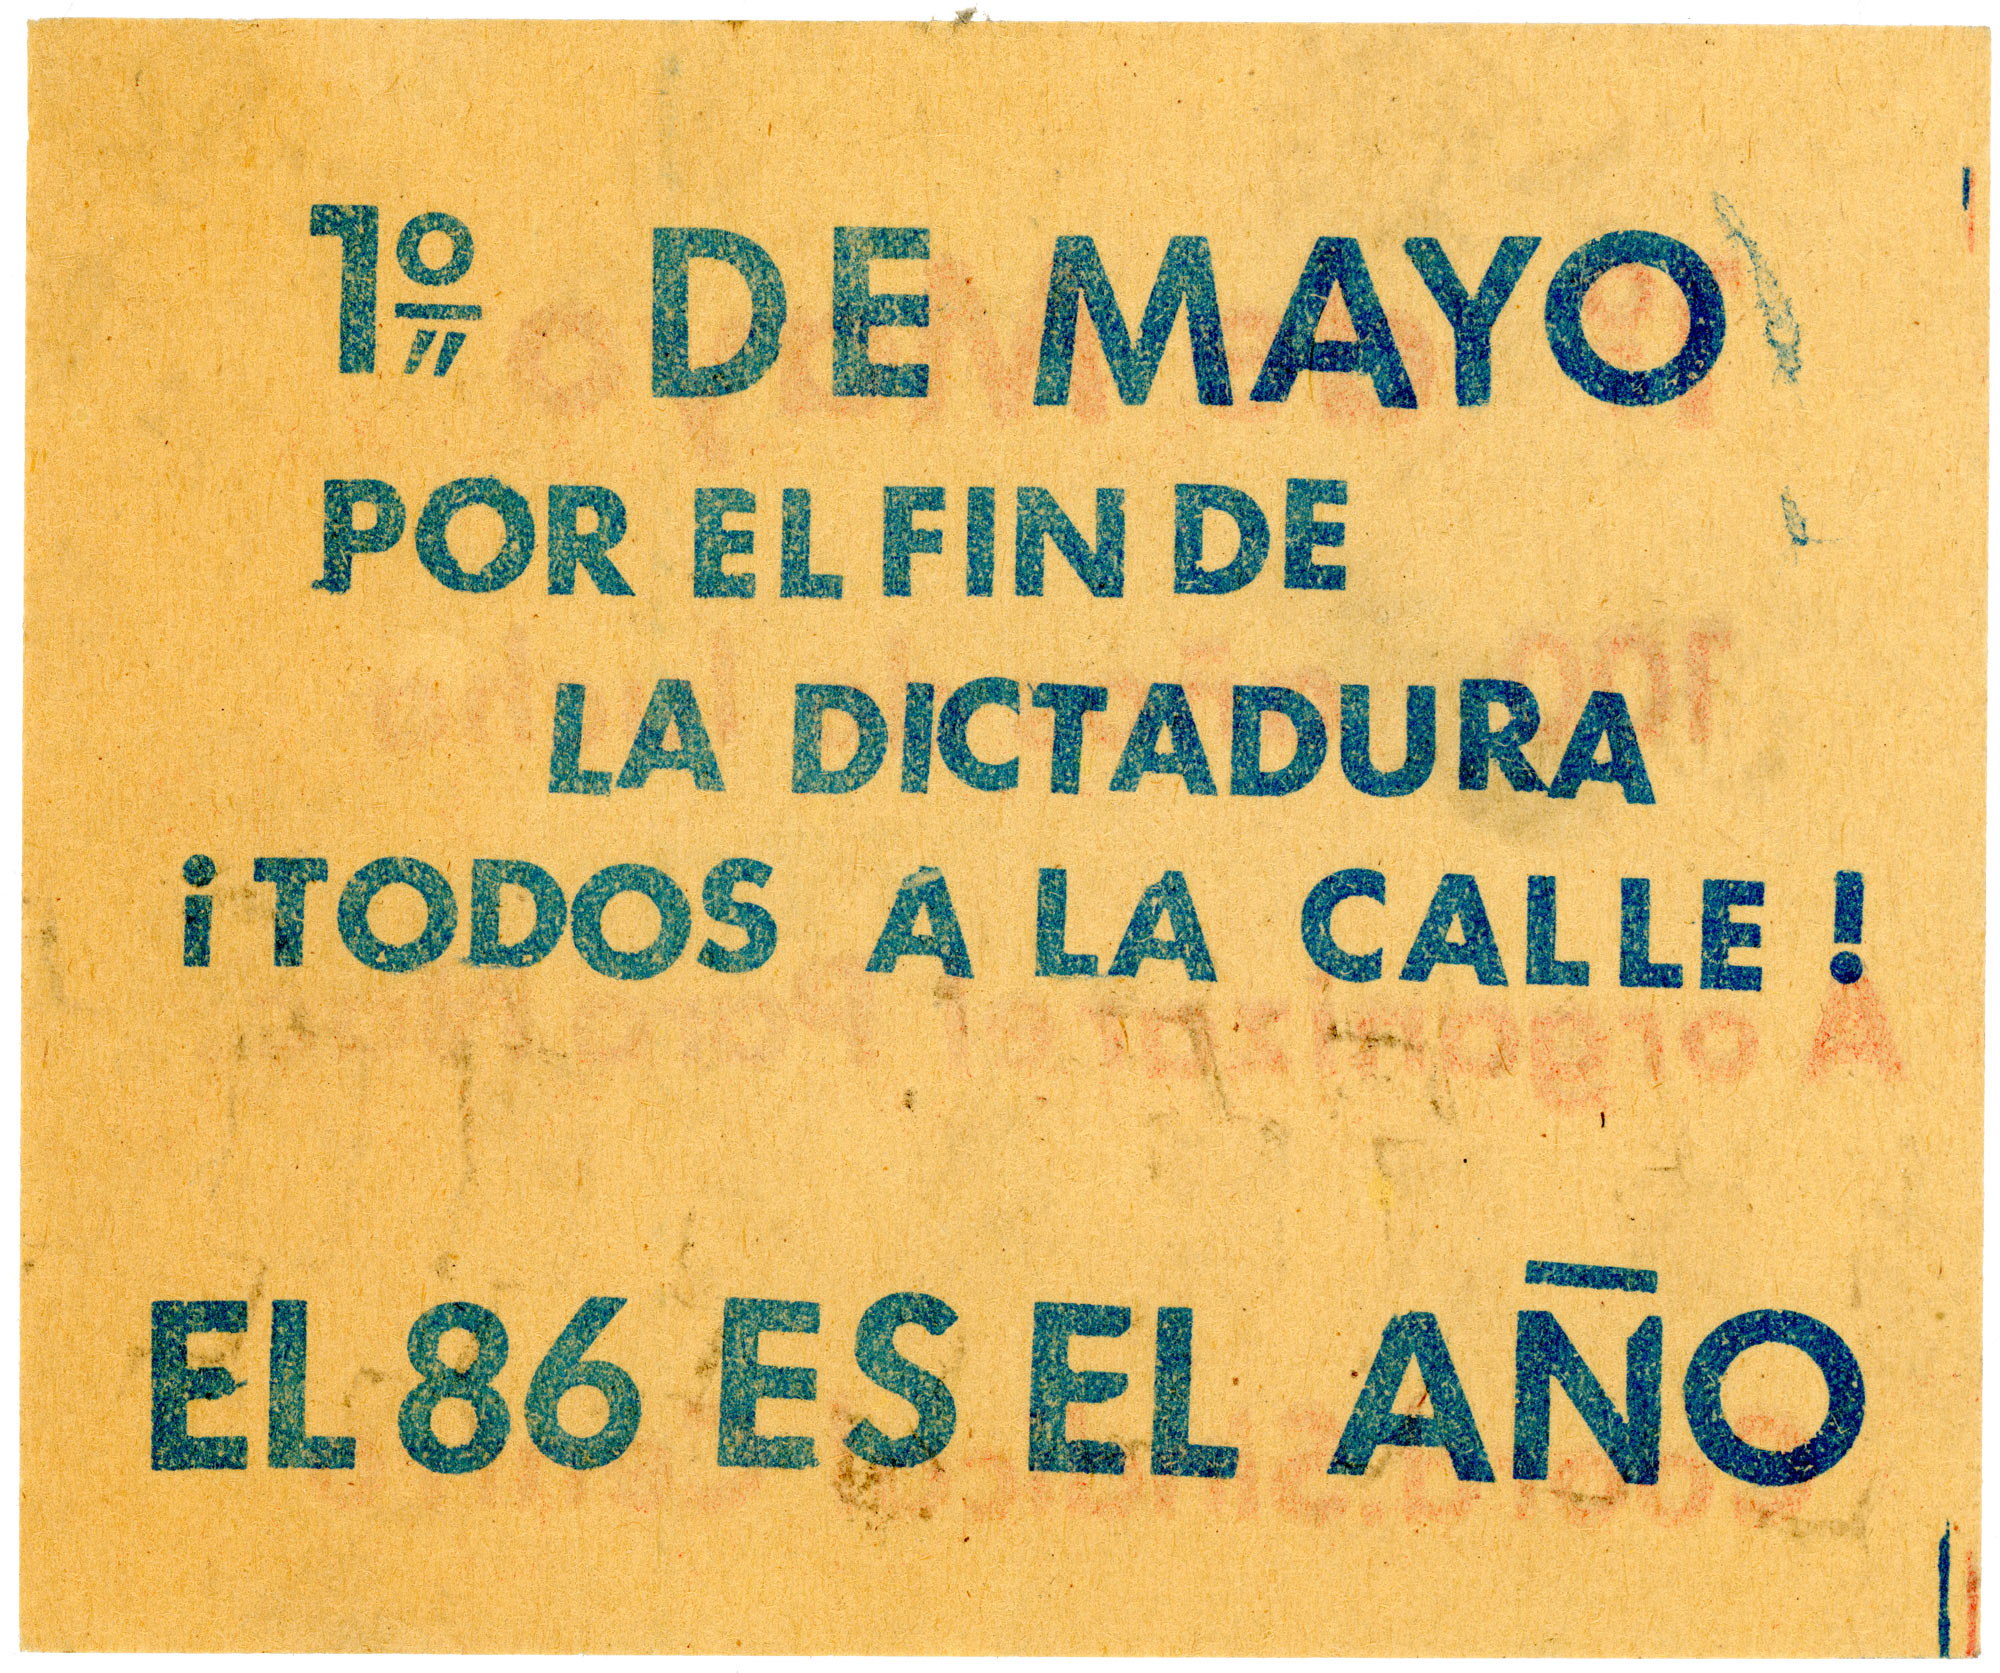 1º" DE MAYO
POR EL FIN DE
LA DICTADURA
¡TODOS A LA CALLE!
EL 86 ES EL AÑO